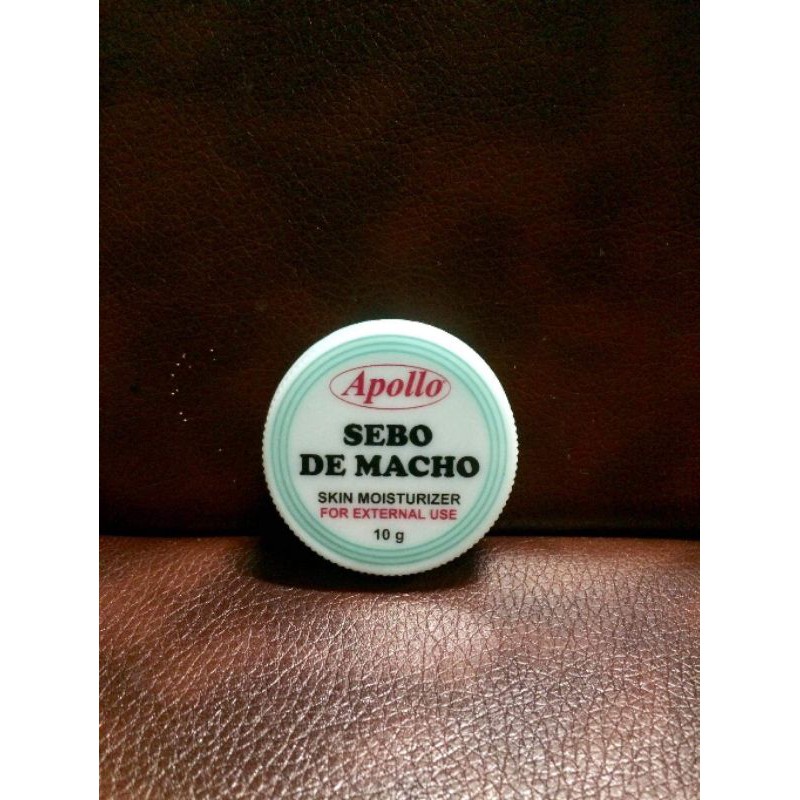 Apollo
SEBO
DE MACHO
SKIN MOISTURIZER
FOR EXTERNAL USE
10 g